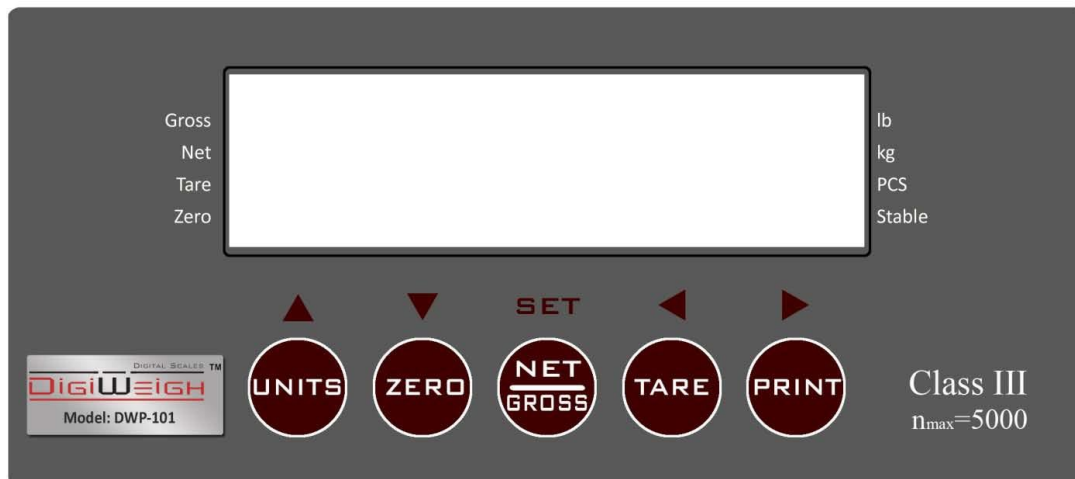 Gross
Net
Tare
Zero
lb
kg
PCS
Stable
SET
UNITS
ZERO
NET
GROSS
TARE
PRINT
DIGITAL SCALES TM
DIGIWEIGH
Model: DWP-101
Class III
nmax=5000